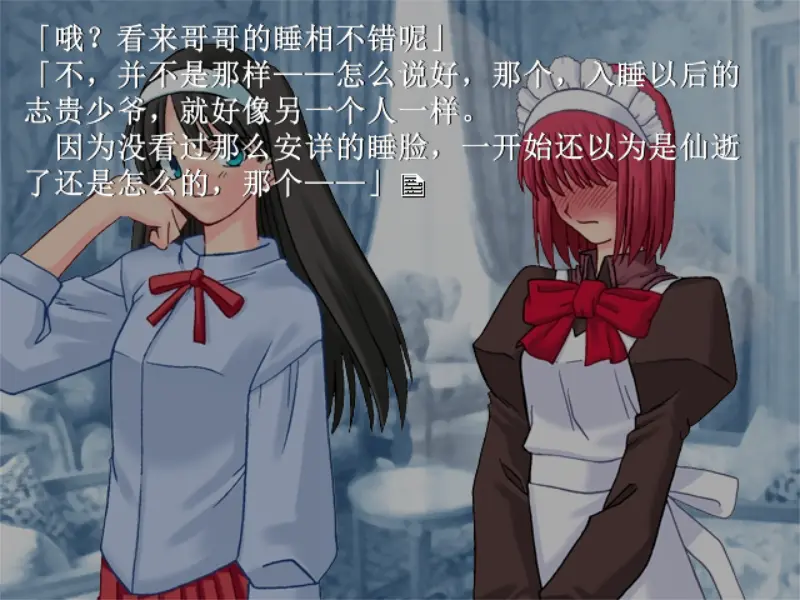 「哦？看来哥哥的睡相不错呢」
「不，并不是那样——怎么说好，那个，入睡以后的
志贵少爷，就好像另一个人一样。
　因为没看过那么安详的睡脸，一开始还以为是仙逝
了还是怎么的，那个——」